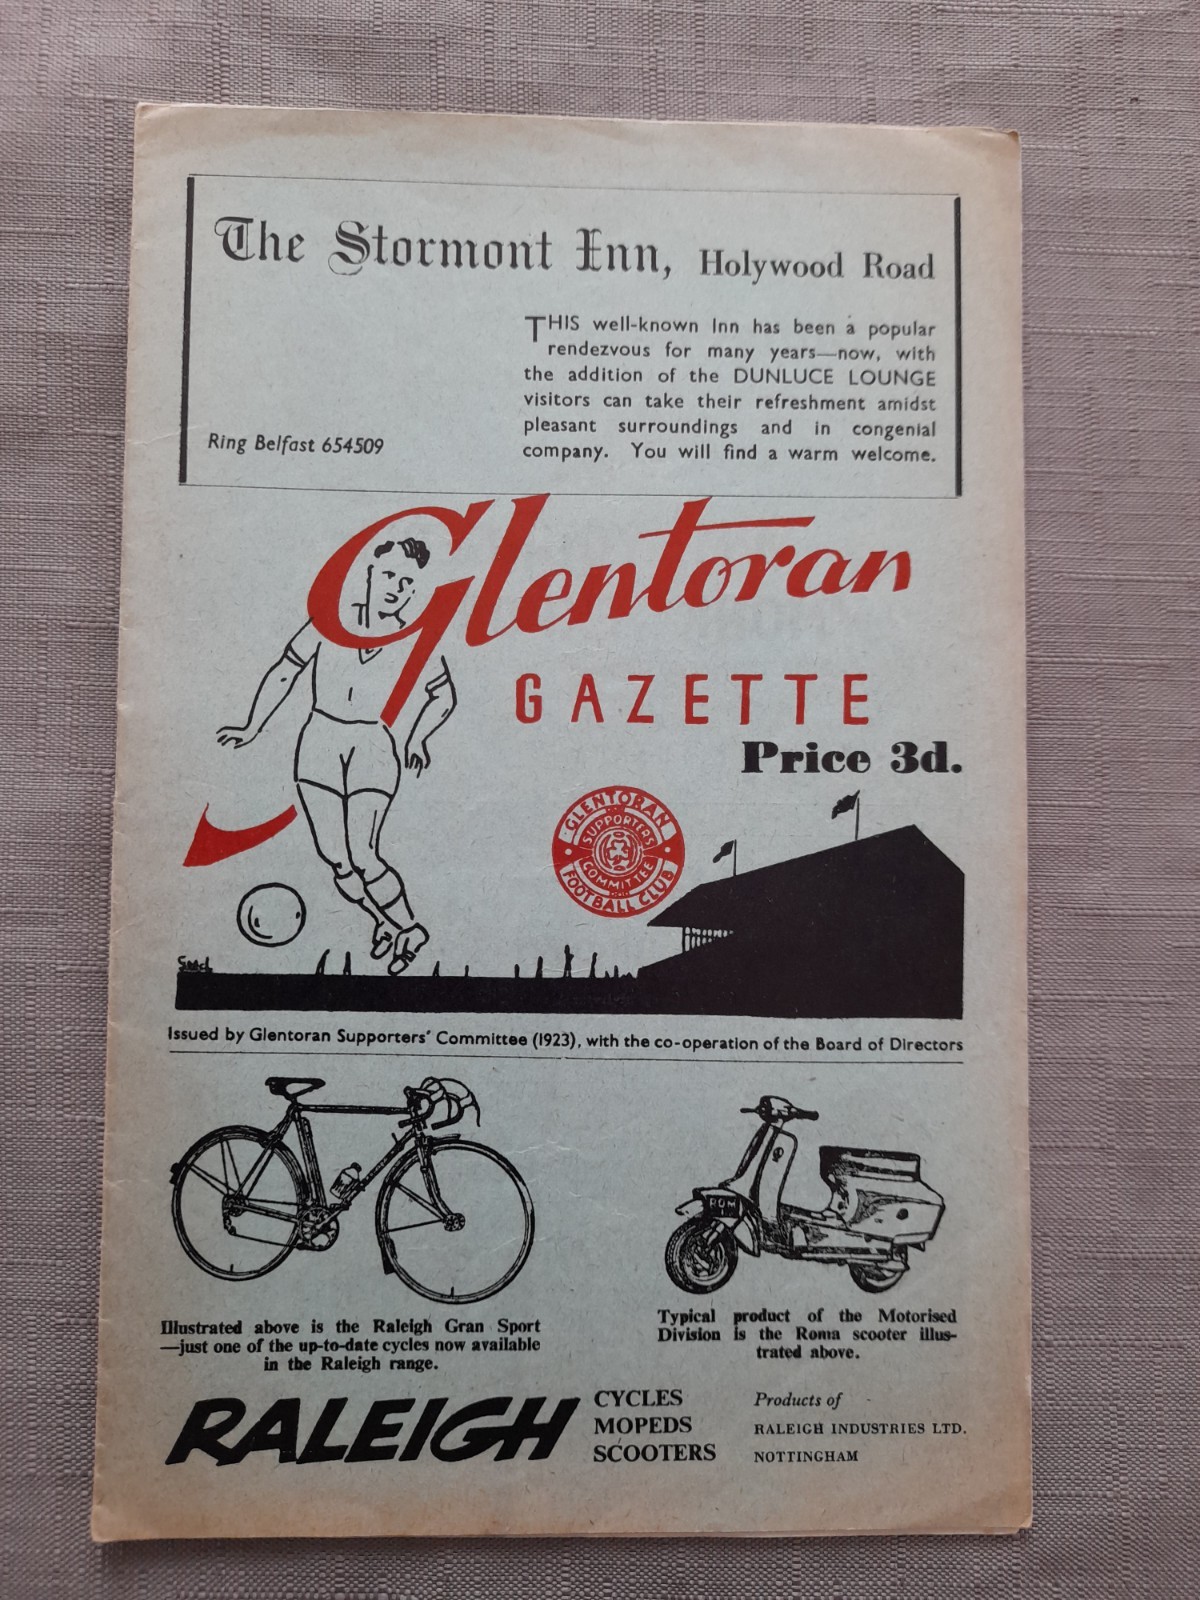 The Stormont Inn, Holywood Road
THIS well-known Inn has been a popular
rendezvous for many years—now, with
the addition of the DUNLUCE LOUNGE
visitors can take their refreshment amidst
pleasant surroundings and in congenial
company. You will find a warm welcome.
Ring Belfast 654509
Glentoran
GAZETTE
Price 3d.
GLENTORAN
SUPPORTERS
COMMITTEE
FOOTBALL CLUB
Issued by Glentoran Supporters' Committee (1923), with the co-operation of the Board of Directors
ROM
Illustrated above is the Raleigh Gran Sport
—just one of the up-to-date cycles now available
in the Raleigh range.
Typical product of the Motorised
Division is the Roma scooter illus-
trated above.
RALEIGH
CYCLES
MOPEDS
SCOOTERS
Products of
RALEIGH INDUSTRIES LTD.
NOTTINGHAM